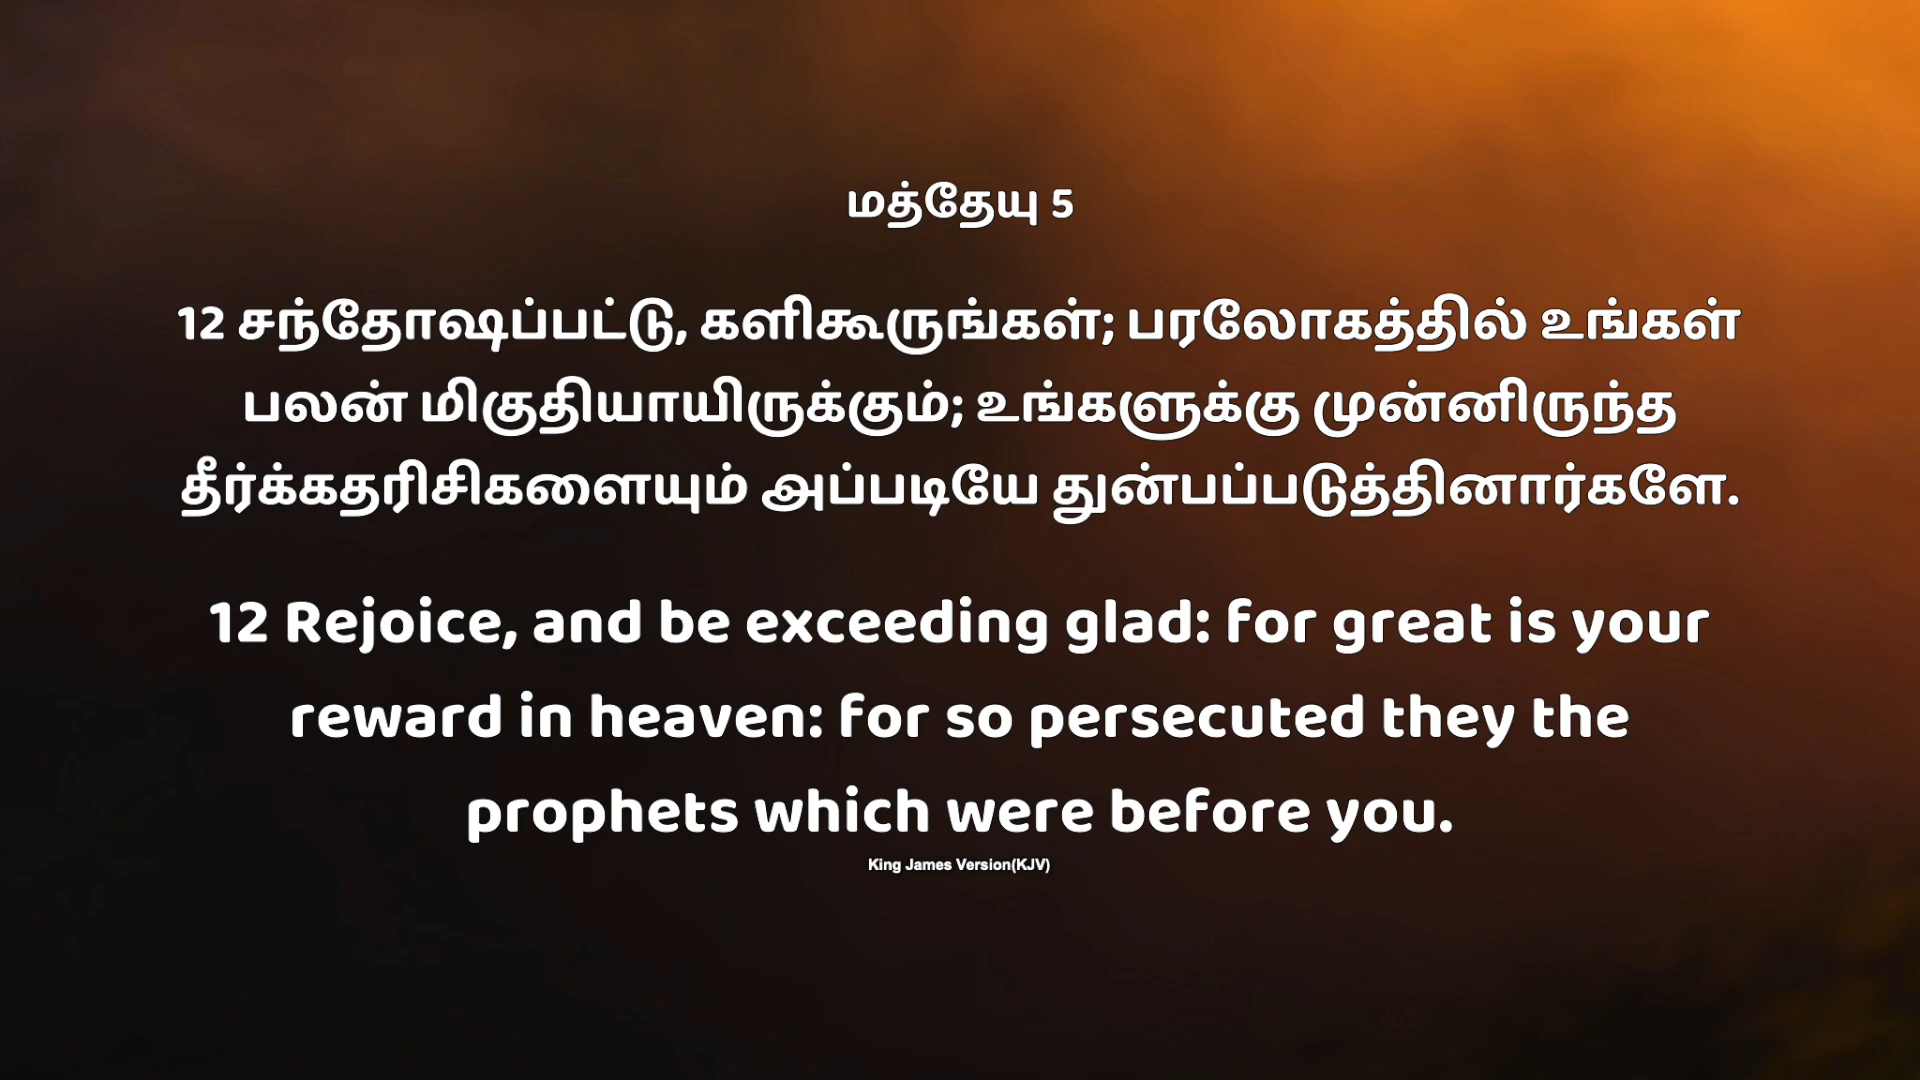 மத்தேயு 5
12 சந்தோஷப்பட்டு, களிகூருங்கள்; பரலோகத்தில் உங்கள்
பலன் மிகுதியாயிருக்கும்; உங்களுக்கு முன்னிருந்த
தீர்க்கதரிசிகளையும் அப்படியே துன்பப்படுத்தினார்களே.
12 Rejoice, and be exceeding glad: for great is your
reward in heaven: for so persecuted they the
prophets which were before you.
King James Version(KJV)